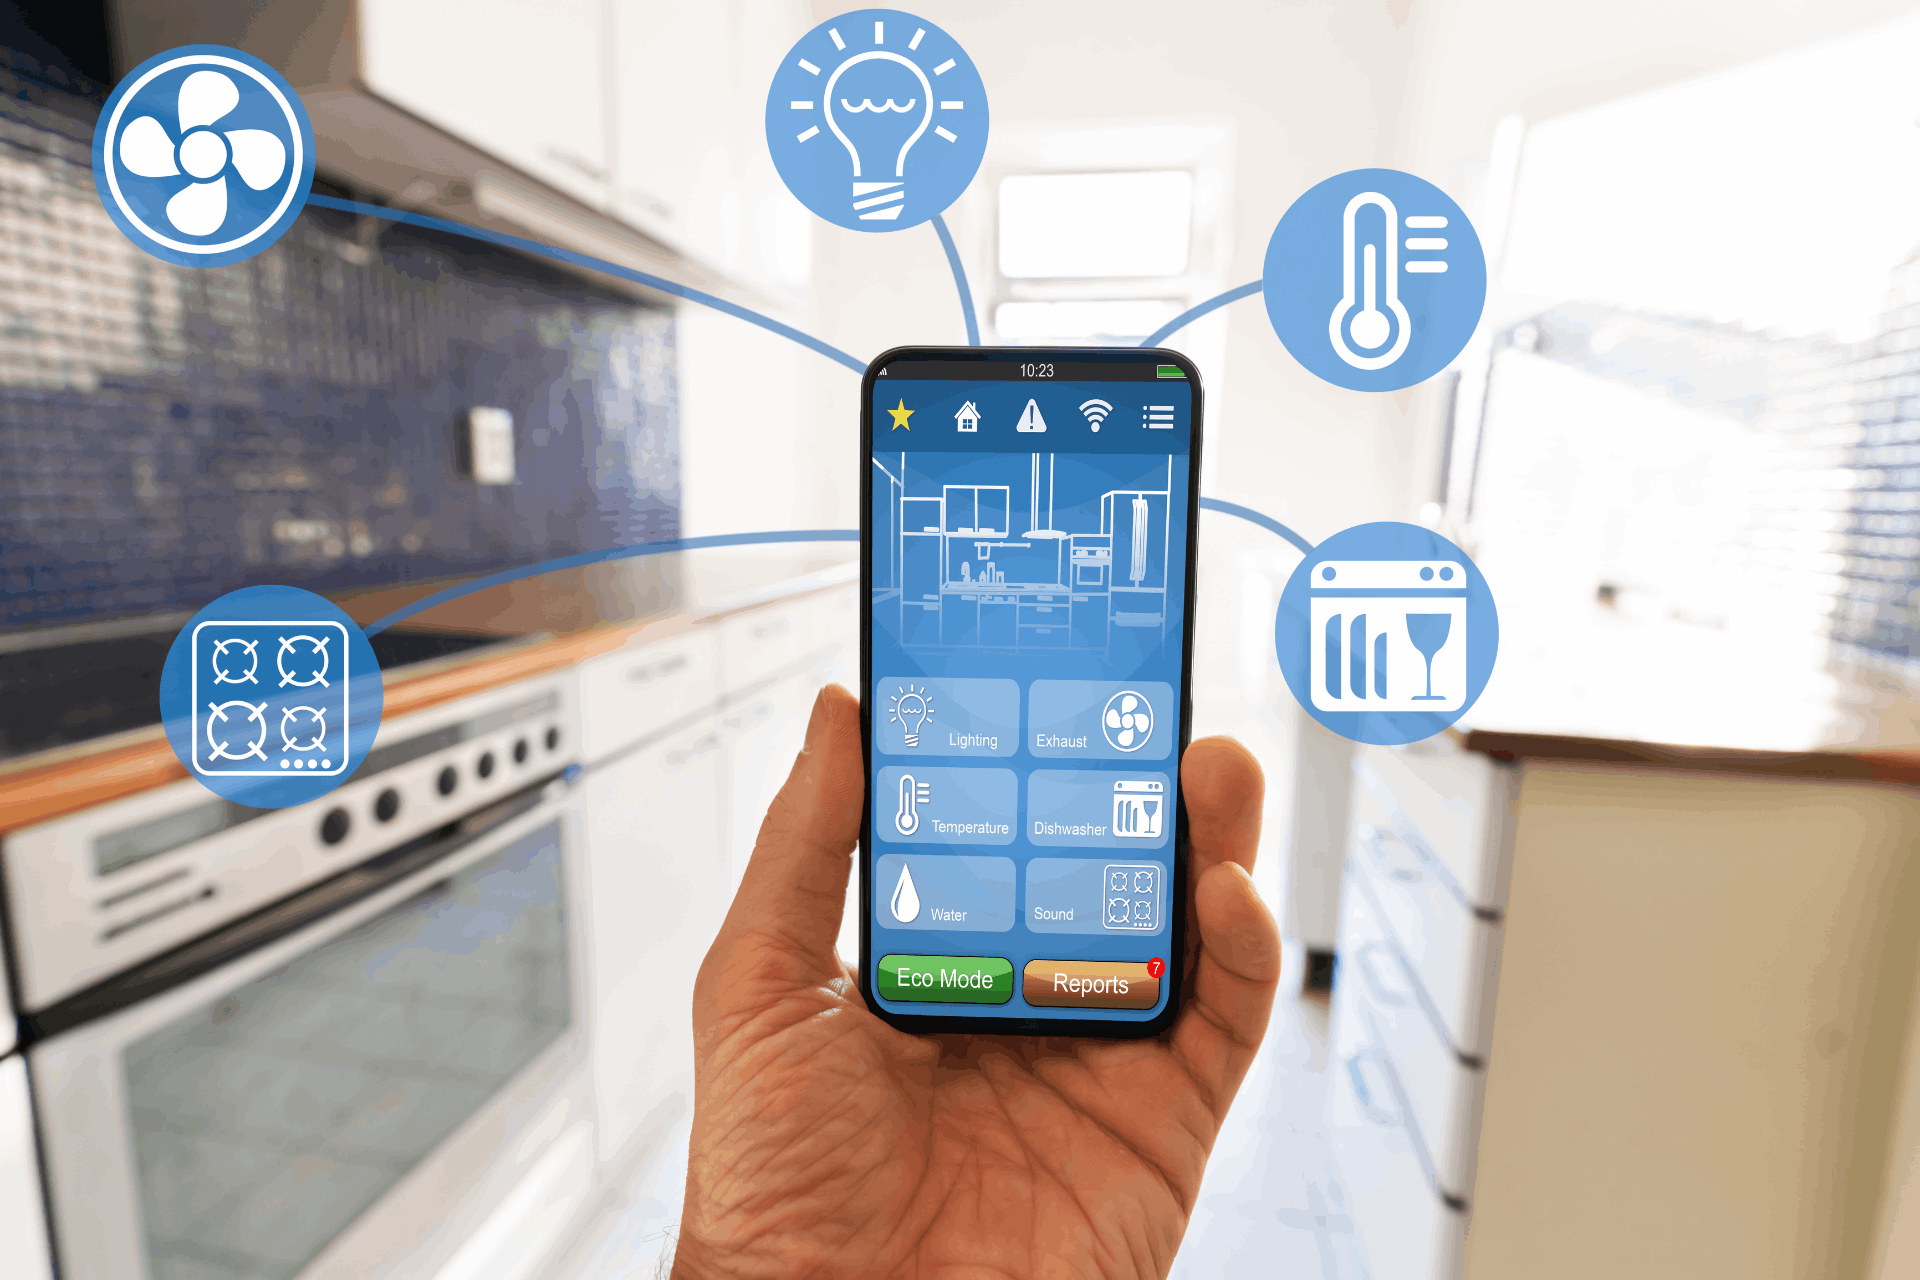 10:23
Lighting
Exhaust
Temperature
Dishwasher
Water
Sound
Eco Mode
Reports
7